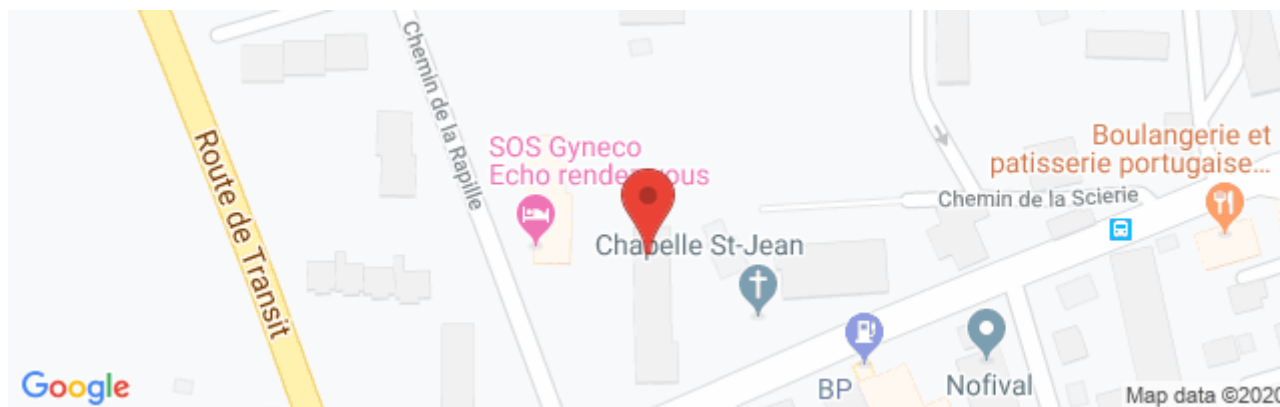 Chemin de la Rapille
Route de Transit
SOS Gyneco
Echo rendez-vous
Boulangerie et
patisserie portugaise...
Chemin de la Scierie
Chapelle St-Jean
BP
Nofival
Google
Map data ©2020